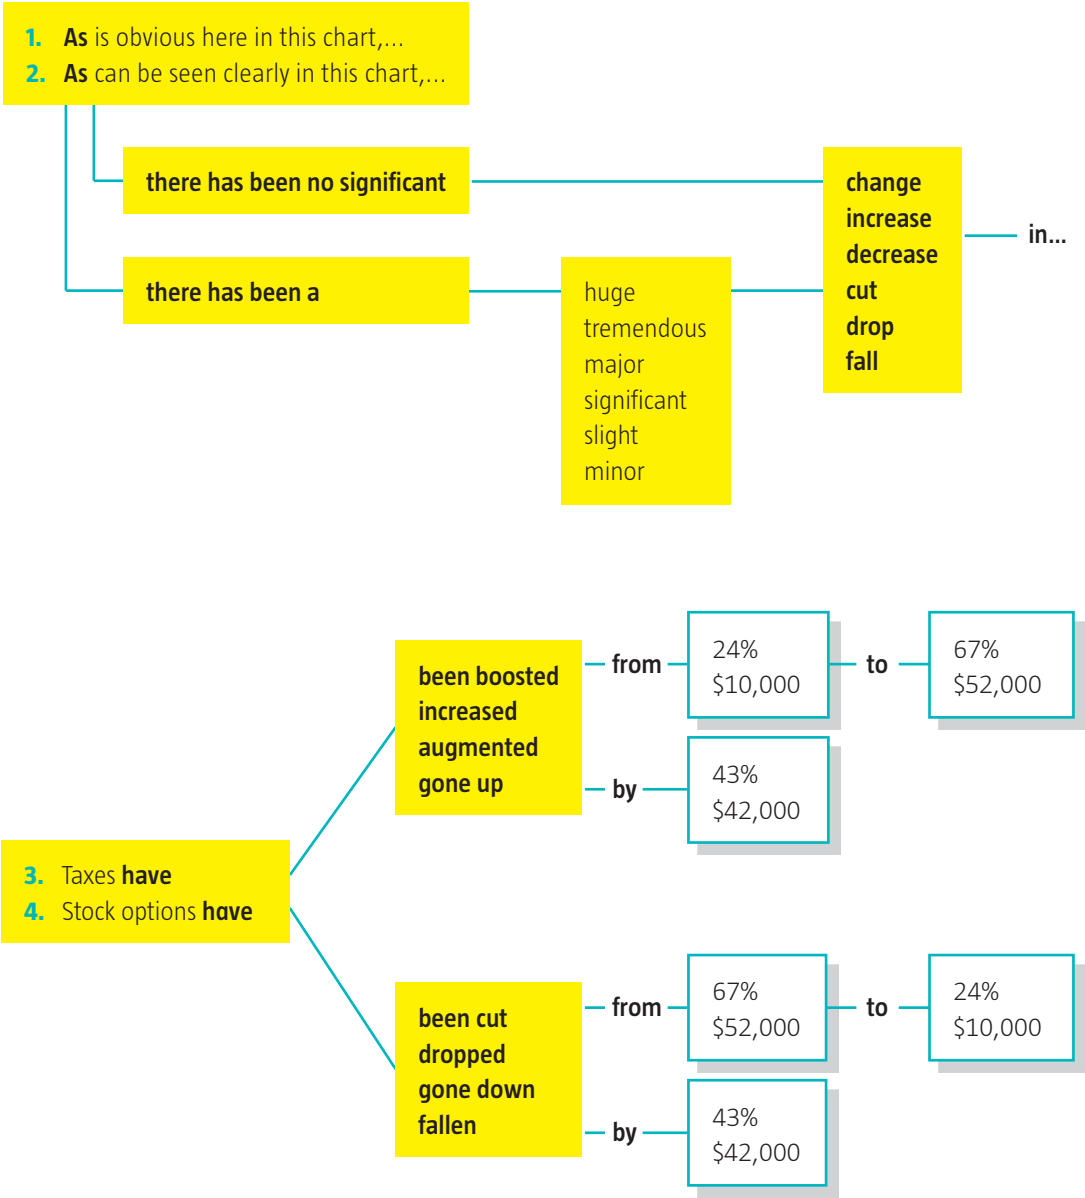 1. As is obvious here in this chart,...
2. As can be seen clearly in this chart,...
there has been no significant
there has been a
huge
tremendous
major
significant
slight
minor
change
increase
decrease
cut
drop
fall
in...
3. Taxes have
4. Stock options have
been boosted
increased
augmented
gone up
from
24%
$10,000
to
67%
$52,000
by
43%
$42,000
been cut
dropped
gone down
fallen
from
67%
$52,000
to
24%
$10,000
by
43%
$42,000